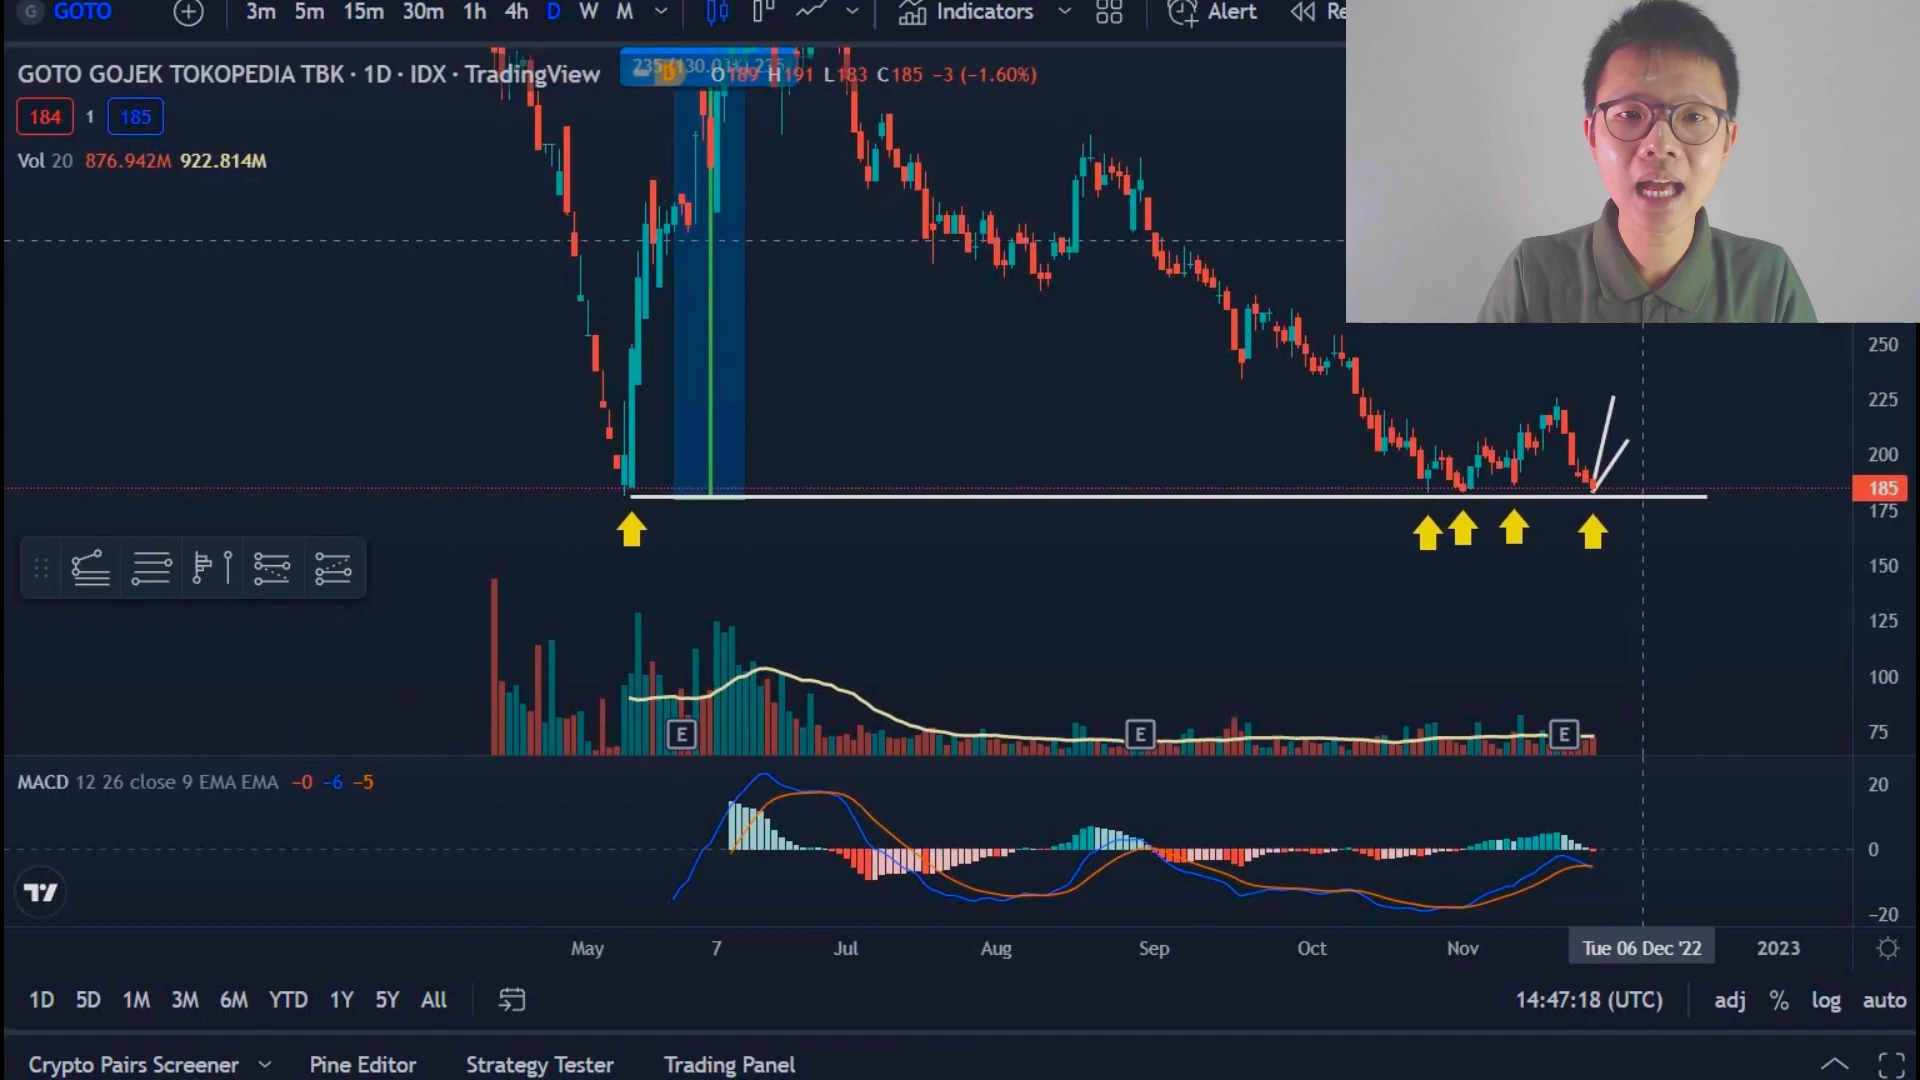 G GOTO 3m 5m 15m 30m 1h 4h D W M Indicators Alert
GOTO GOJEK TOKOPEDIA TBK · 1D · IDX · TradingView D O189 H191 L183 C185 −3 (−1.60%)
184 1 185
Vol 20 876.942M 922.814M
250
225
200
185
175
150
125
100
75
E E E
MACD 12 26 close 9 EMA EMA −0 −6 −5
20
0
−20
May 7 Jul Aug Sep Oct Nov Tue 06 Dec '22 2023
1D 5D 1M 3M 6M YTD 1Y 5Y All 14:47:18 (UTC) adj % log auto
Crypto Pairs Screener Pine Editor Strategy Tester Trading Panel